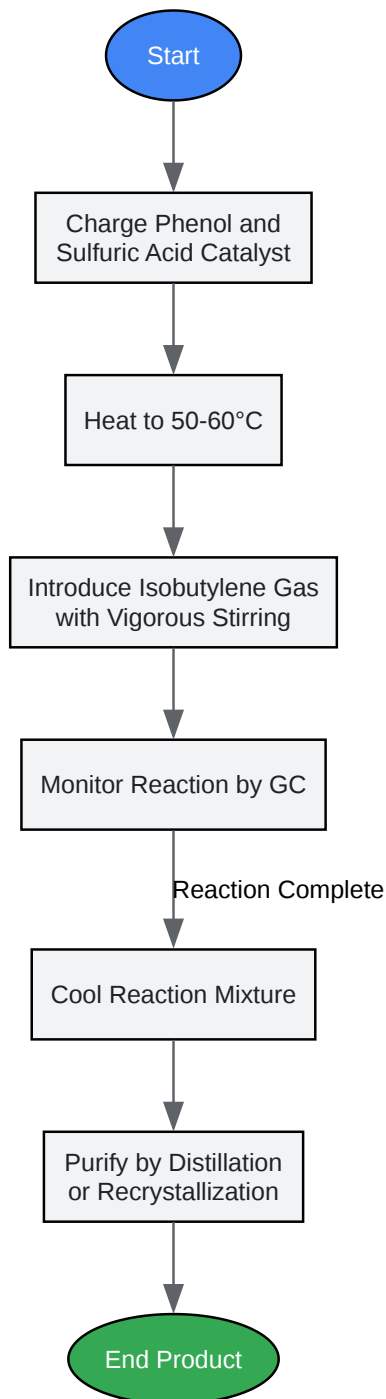 Start
Charge Phenol and
Sulfuric Acid Catalyst
Heat to 50-60°C
Introduce Isobutylene Gas
with Vigorous Stirring
Monitor Reaction by GC
Reaction Complete
Cool Reaction Mixture
Purify by Distillation
or Recrystallization
End Product